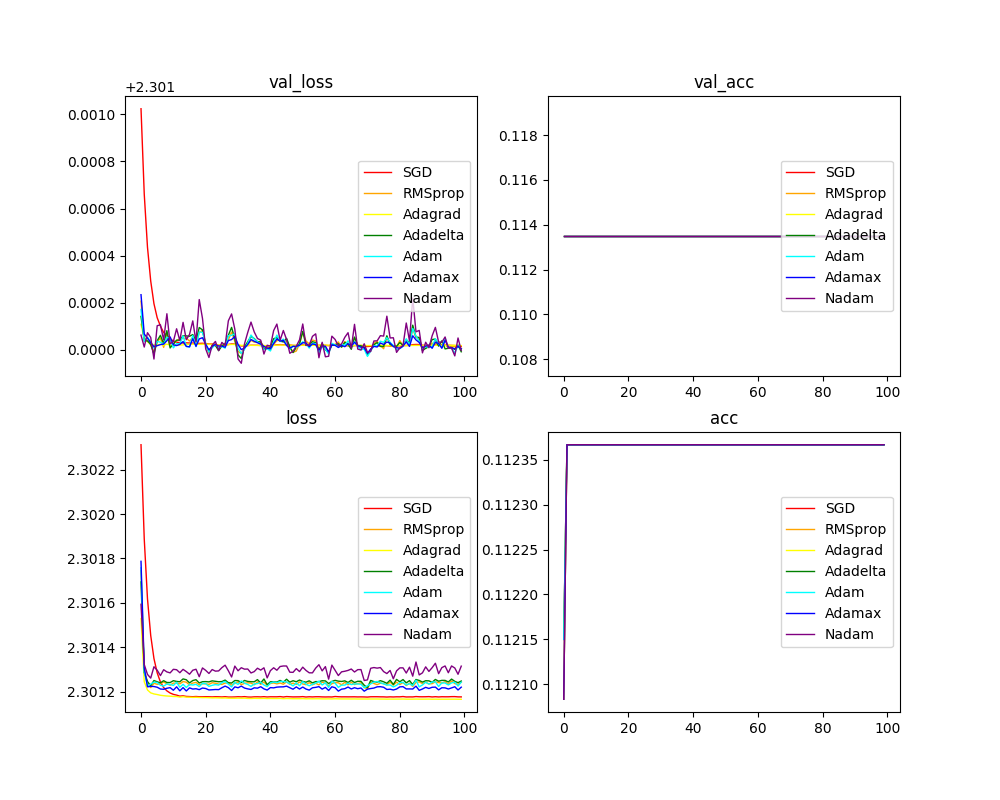 val_loss
+2.301
0.0010
0.0008
0.0006
0.0004
0.0002
0.0000
0
20
40
60
80
100
SGD
RMSprop
Adagrad
Adadelta
Adam
Adamax
Nadam
val_acc
0.118
0.116
0.114
0.112
0.110
0.108
0
20
40
60
80
100
SGD
RMSprop
Adagrad
Adadelta
Adam
Adamax
Nadam
loss
2.3022
2.3020
2.3018
2.3016
2.3014
2.3012
0
20
40
60
80
100
SGD
RMSprop
Adagrad
Adadelta
Adam
Adamax
Nadam
acc
0.11235
0.11230
0.11225
0.11220
0.11215
0.11210
0
20
40
60
80
100
SGD
RMSprop
Adagrad
Adadelta
Adam
Adamax
Nadam